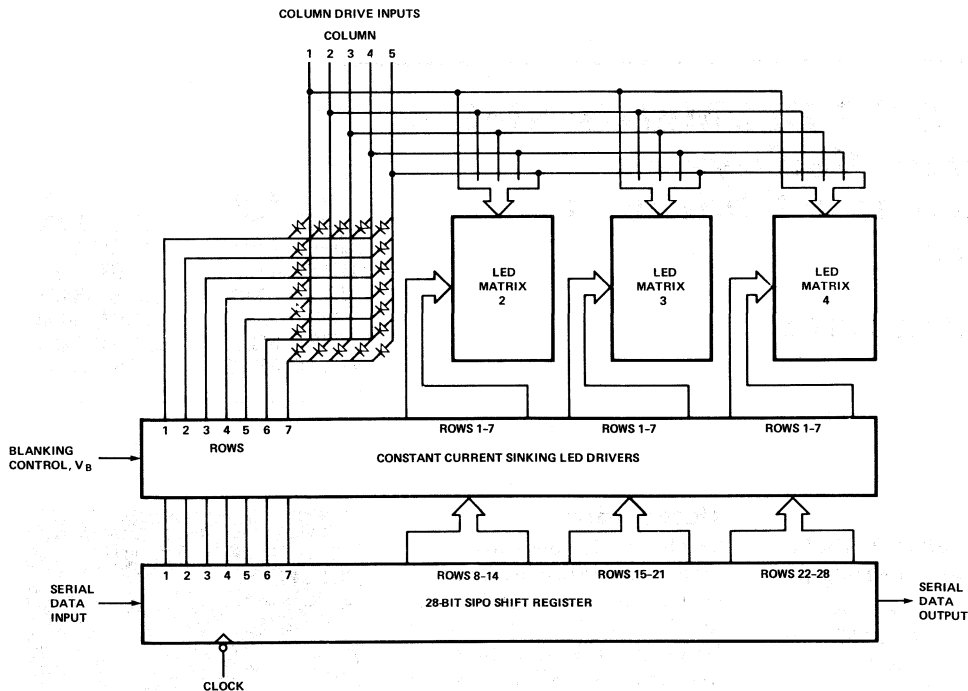 COLUMN DRIVE INPUTS
COLUMN
1 2 3 4 5
LED MATRIX 2
LED MATRIX 3
LED MATRIX 4
1 2 3 4 5 6 7
ROWS
ROWS 1–7
ROWS 1–7
ROWS 1–7
BLANKING CONTROL, VB
CONSTANT CURRENT SINKING LED DRIVERS
1 2 3 4 5 6 7
ROWS 8–14
ROWS 15–21
ROWS 22–28
SERIAL DATA INPUT
28-BIT SIPO SHIFT REGISTER
SERIAL DATA OUTPUT
CLOCK